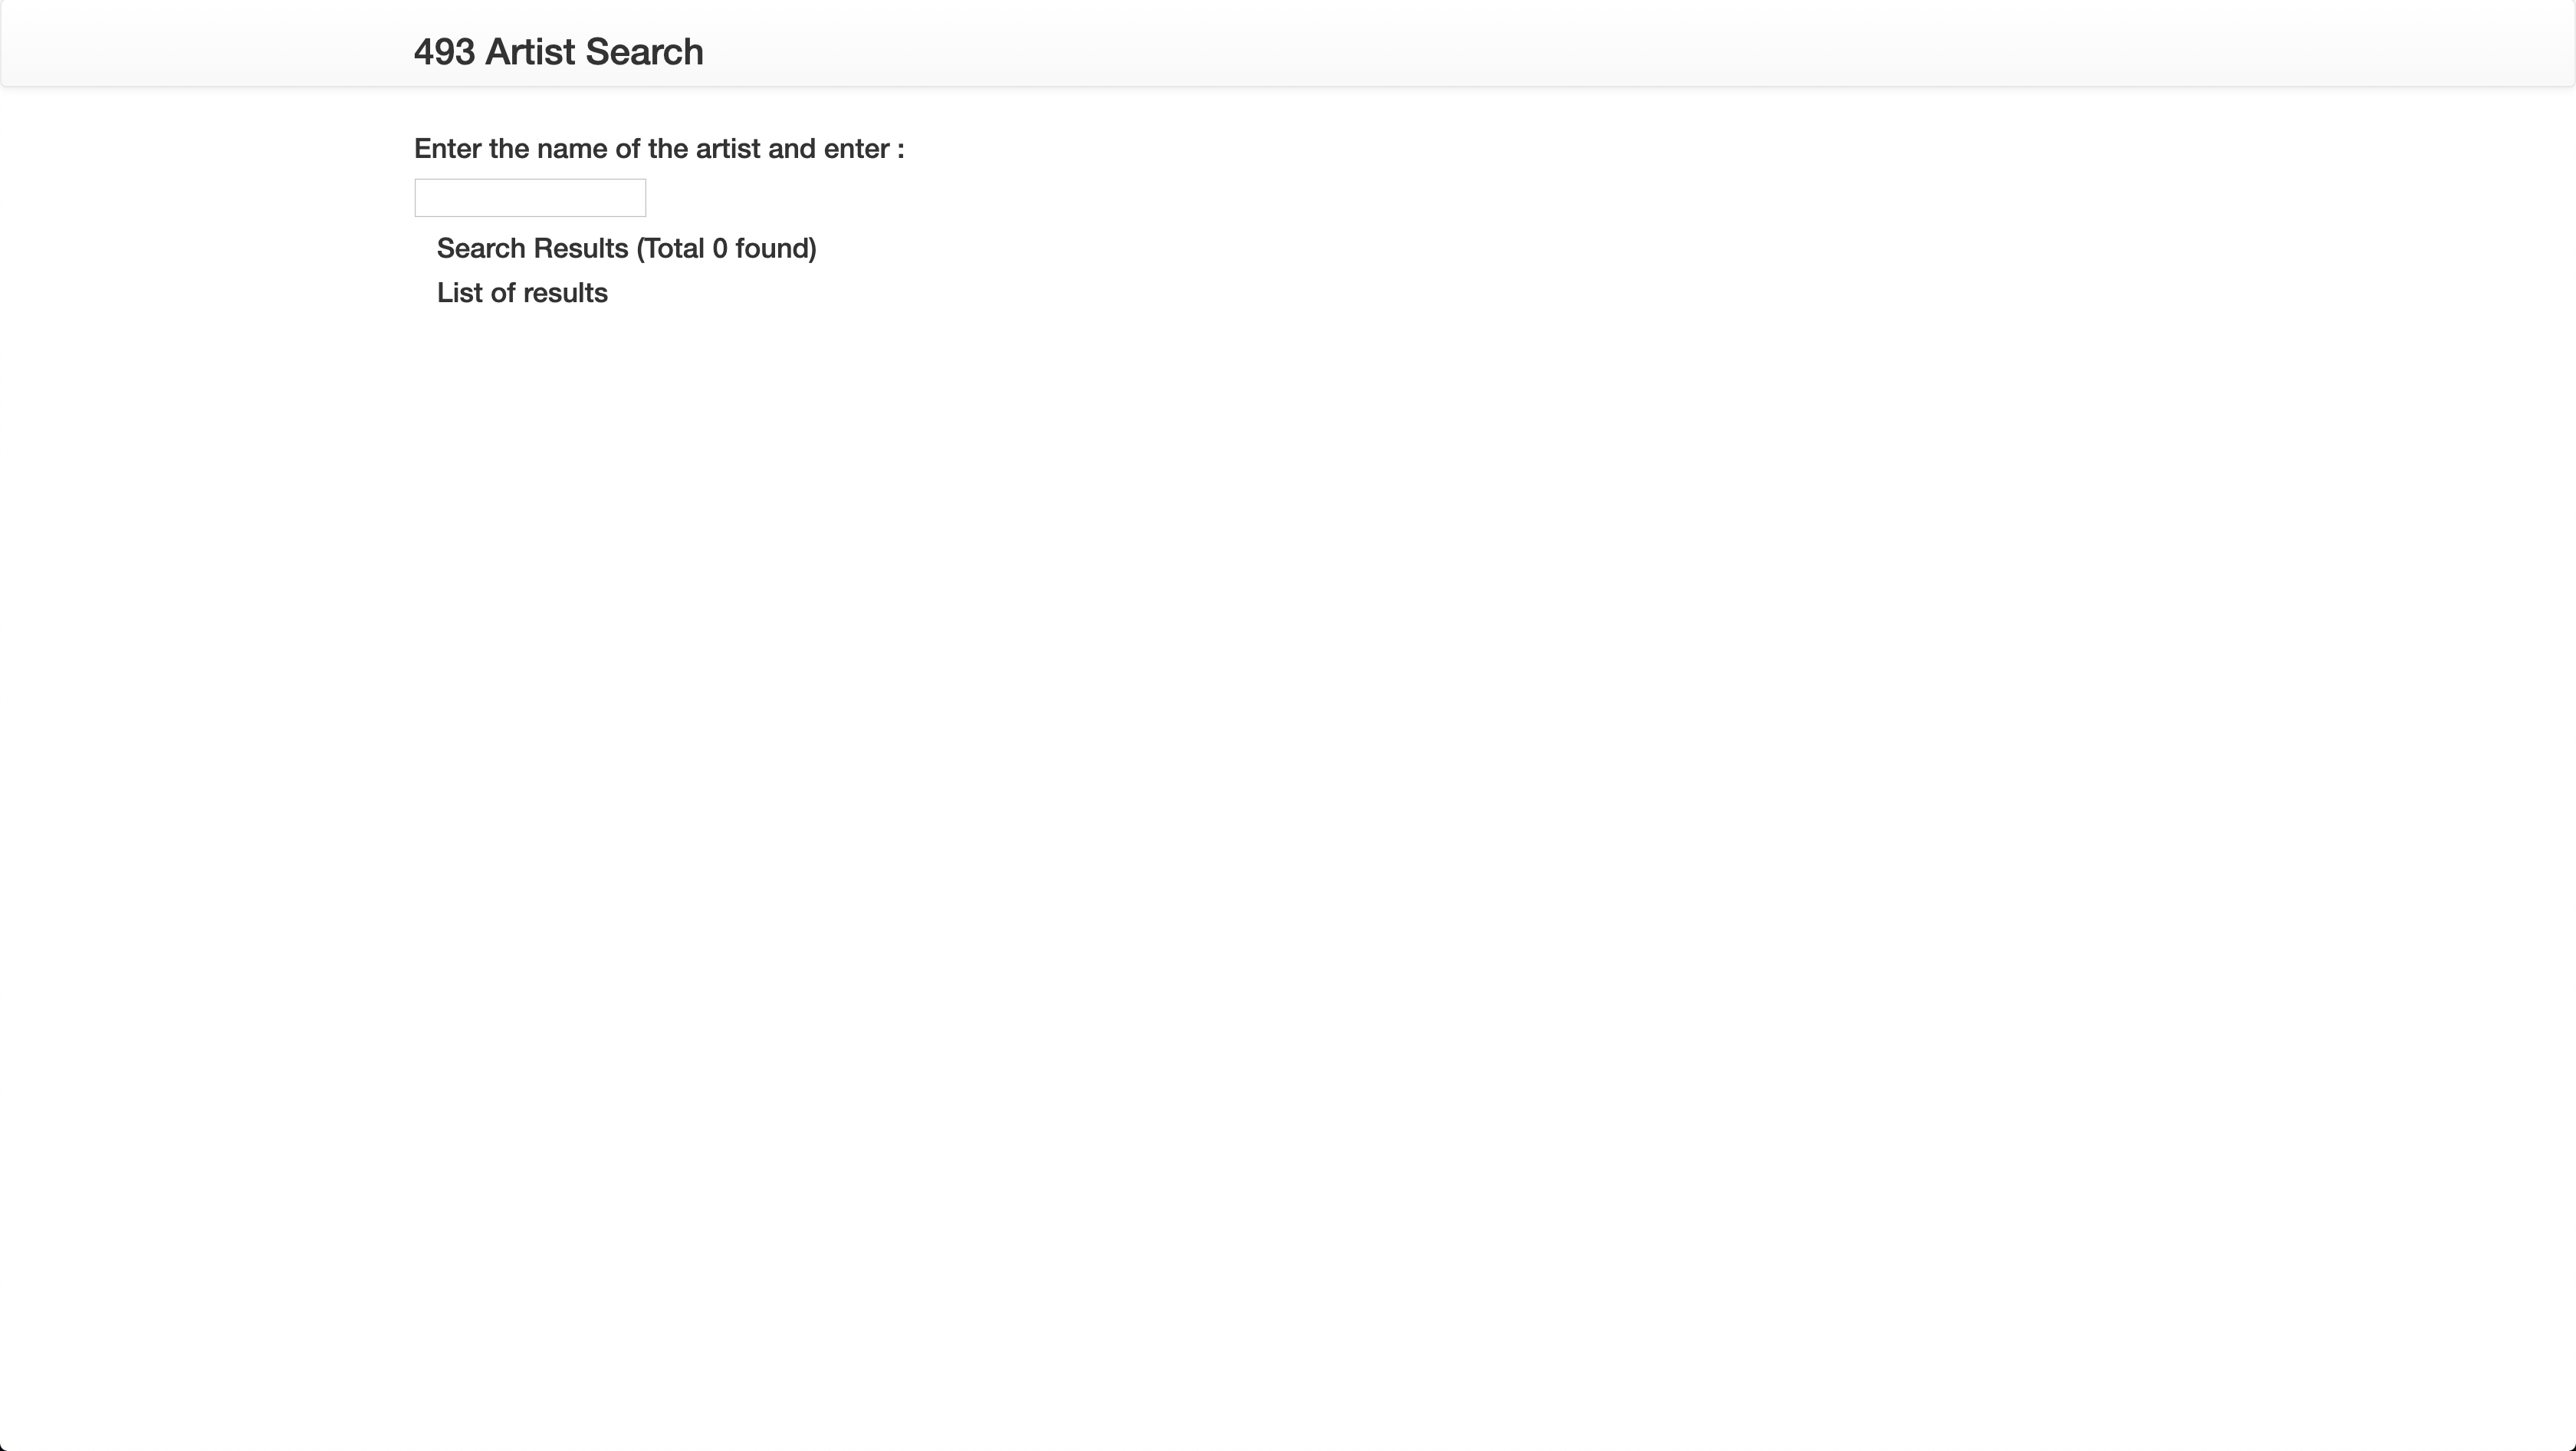 493 Artist Search
Enter the name of the artist and enter :
Search Results (Total 0 found)
List of results